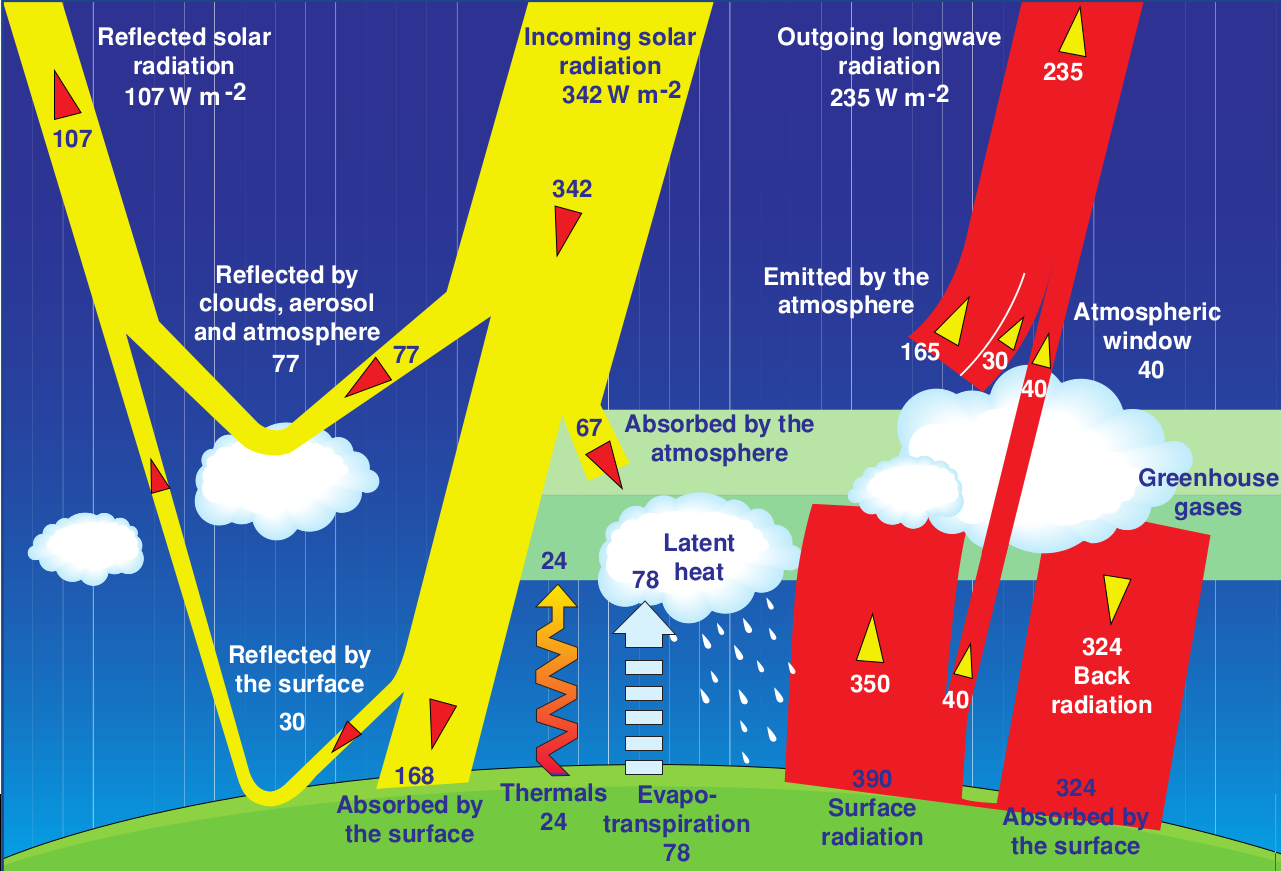 Reflected solar
radiation
107 W m-2
107
Incoming solar
radiation
342 W m-2
342
Outgoing longwave
radiation
235 W m-2
235
Reflected by
clouds, aerosol
and atmosphere
77
77
Emitted by the
atmosphere
165
30
40
Atmospheric
window
40
67
Absorbed by the
atmosphere
Greenhouse
gases
24
Latent
heat
78
350
40
324
Back
radiation
Reflected by
the surface
30
168
Absorbed by
the surface
Thermals
24
Evapo-
transpiration
78
390
Surface
radiation
324
Absorbed by
the surface